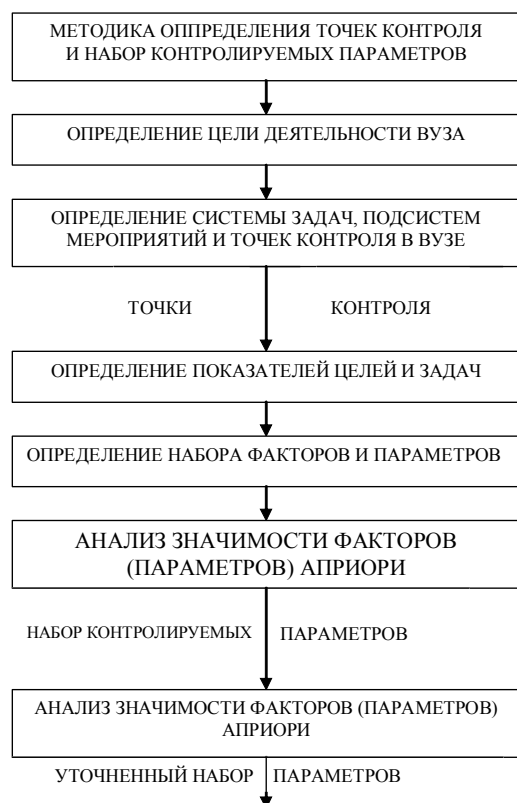 МЕТОДИКА ОППРЕДЕЛЕНИЯ ТОЧЕК КОНТРОЛЯ
И НАБОР КОНТРОЛИРУЕМЫХ ПАРАМЕТРОВ
ОПРЕДЕЛЕНИЕ ЦЕЛИ ДЕЯТЕЛЬНОСТИ ВУЗА
ОПРЕДЕЛЕНИЕ СИСТЕМЫ ЗАДАЧ, ПОДСИСТЕМ
МЕРОПРИЯТИЙ И ТОЧЕК КОНТРОЛЯ В ВУЗЕ
ТОЧКИ КОНТРОЛЯ
ОПРЕДЕЛЕНИЕ ПОКАЗАТЕЛЕЙ ЦЕЛЕЙ И ЗАДАЧ
ОПРЕДЕЛЕНИЕ НАБОРА ФАКТОРОВ И ПАРАМЕТРОВ
АНАЛИЗ ЗНАЧИМОСТИ ФАКТОРОВ
(ПАРАМЕТРОВ) АПРИОРИ
НАБОР КОНТРОЛИРУЕМЫХ ПАРАМЕТРОВ
АНАЛИЗ ЗНАЧИМОСТИ ФАКТОРОВ (ПАРАМЕТРОВ)
АПРИОРИ
УТОЧНЕННЫЙ НАБОР ПАРАМЕТРОВ